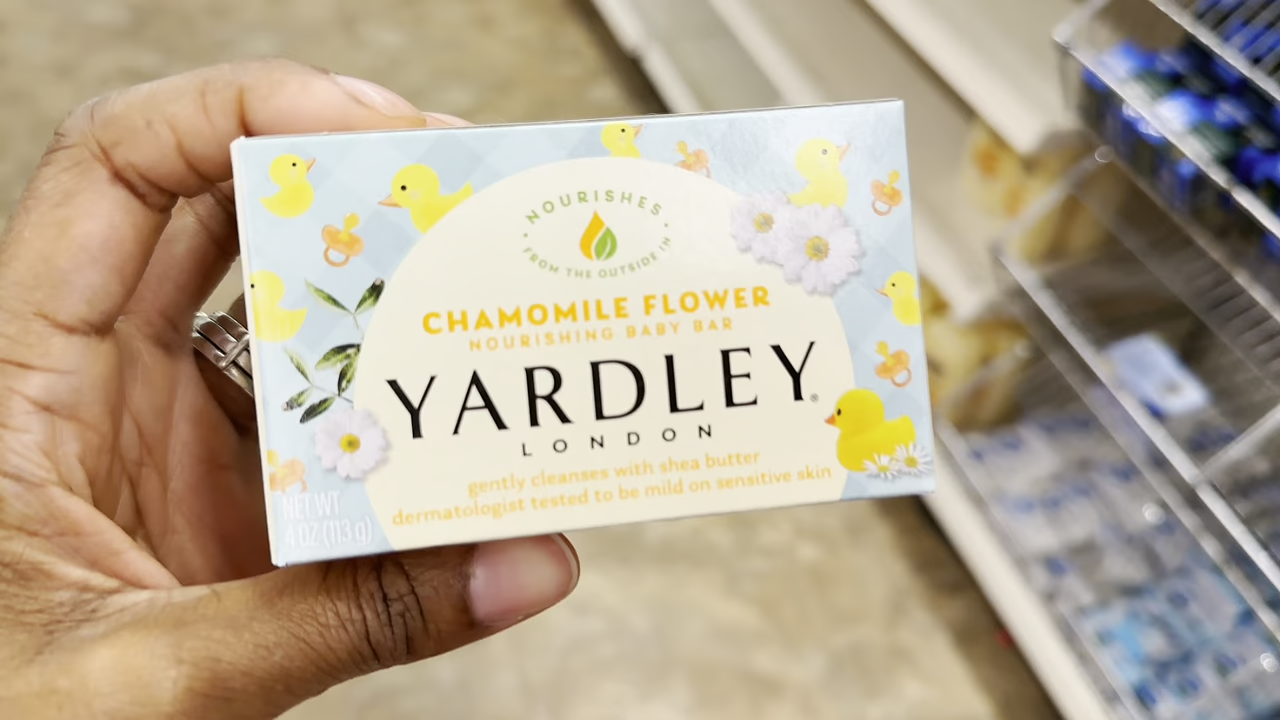 NOURISHES
FROM THE OUTSIDE IN
CHAMOMILE FLOWER
NOURISHING BABY BAR
YARDLEY®
LONDON
gently cleanses with shea butter
dermatologist tested to be mild on sensitive skin
NET WT
4 OZ (113 g)